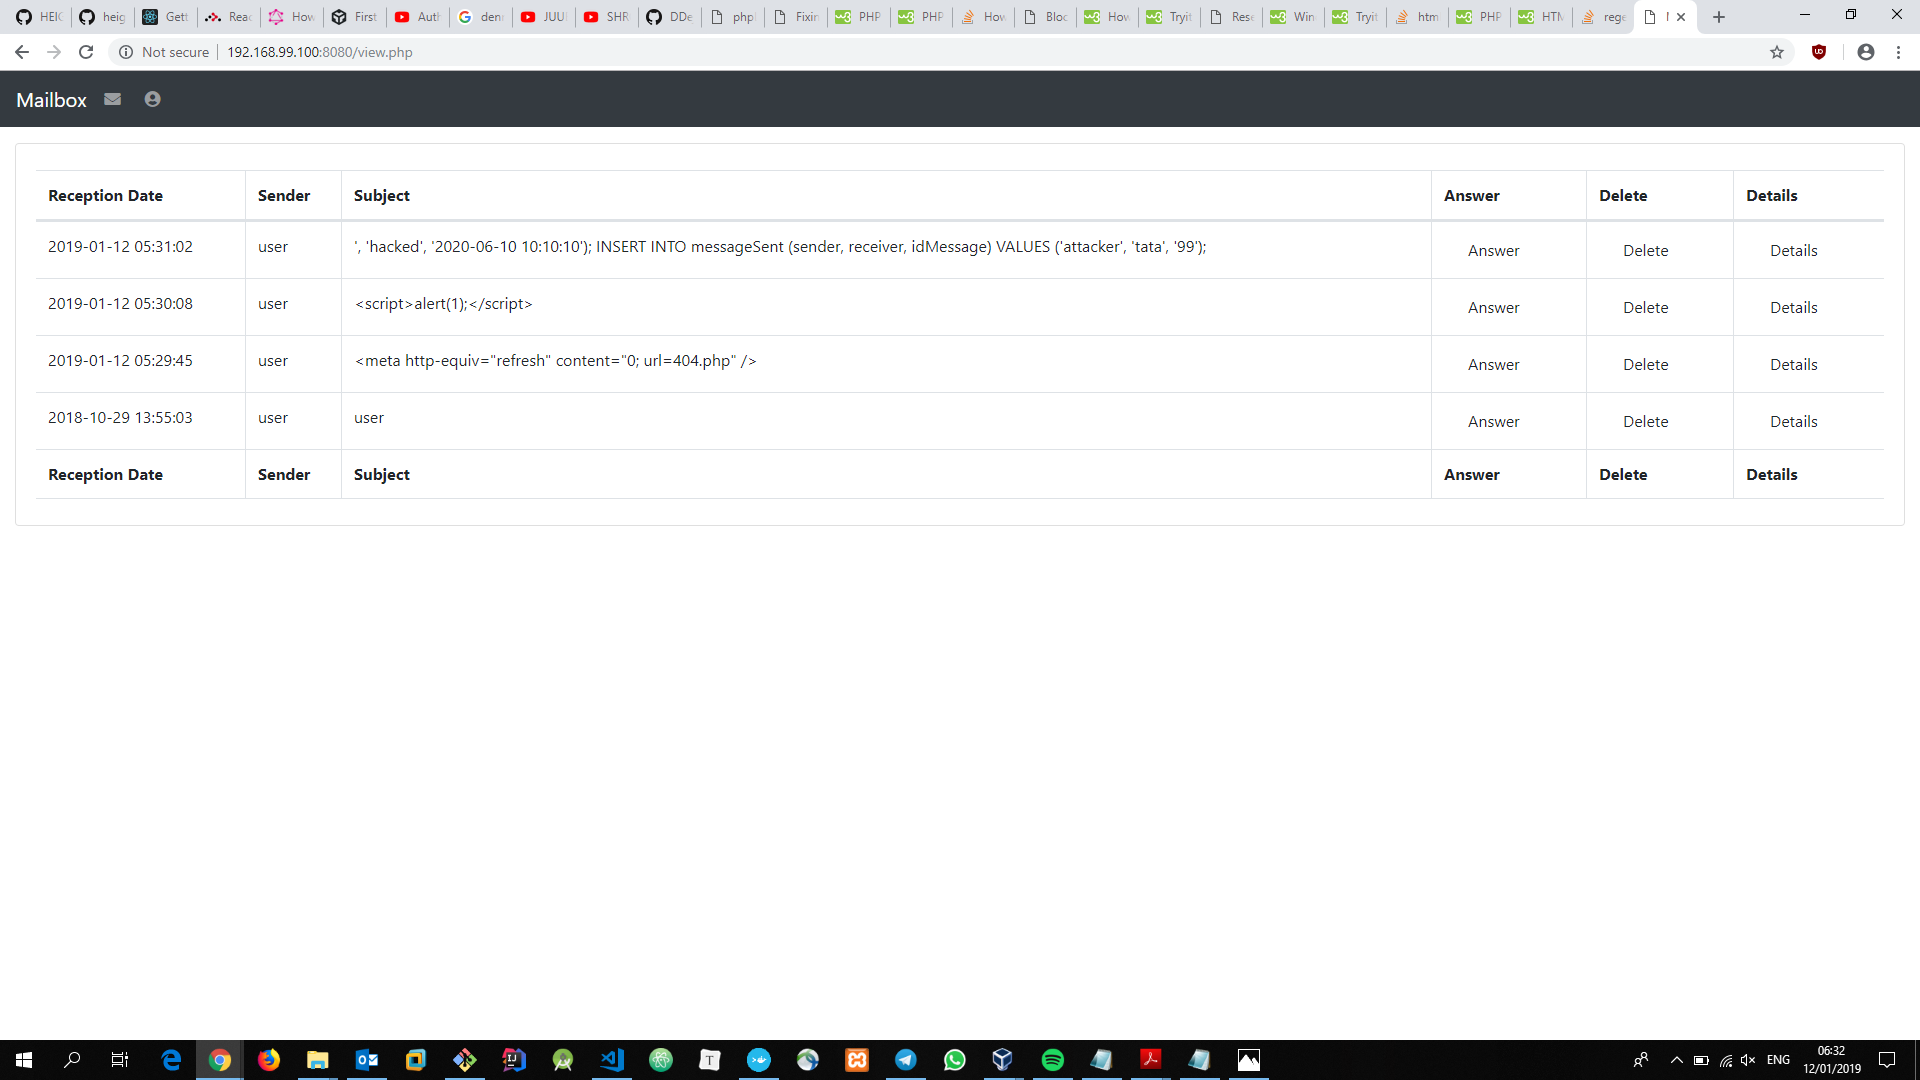 HEIC heig Gett Reac How First Auth den JUUl SHR DDe php Fixin PHP PHP How Bloc How Tryit Rese Win Tryit htm PHP HTM rege
Not secure 192.168.99.100:8080/view.php
Mailbox
Reception Date Sender Subject Answer Delete Details
2019-01-12 05:31:02 user ', 'hacked', '2020-06-10 10:10:10'); INSERT INTO messageSent (sender, receiver, idMessage) VALUES ('attacker', 'tata', '99'); Answer Delete Details
2019-01-12 05:30:08 user <script>alert(1);</script> Answer Delete Details
2019-01-12 05:29:45 user <meta http-equiv="refresh" content="0; url=404.php" /> Answer Delete Details
2018-10-29 13:55:03 user user Answer Delete Details
Reception Date Sender Subject Answer Delete Details
ENG
06:32
12/01/2019